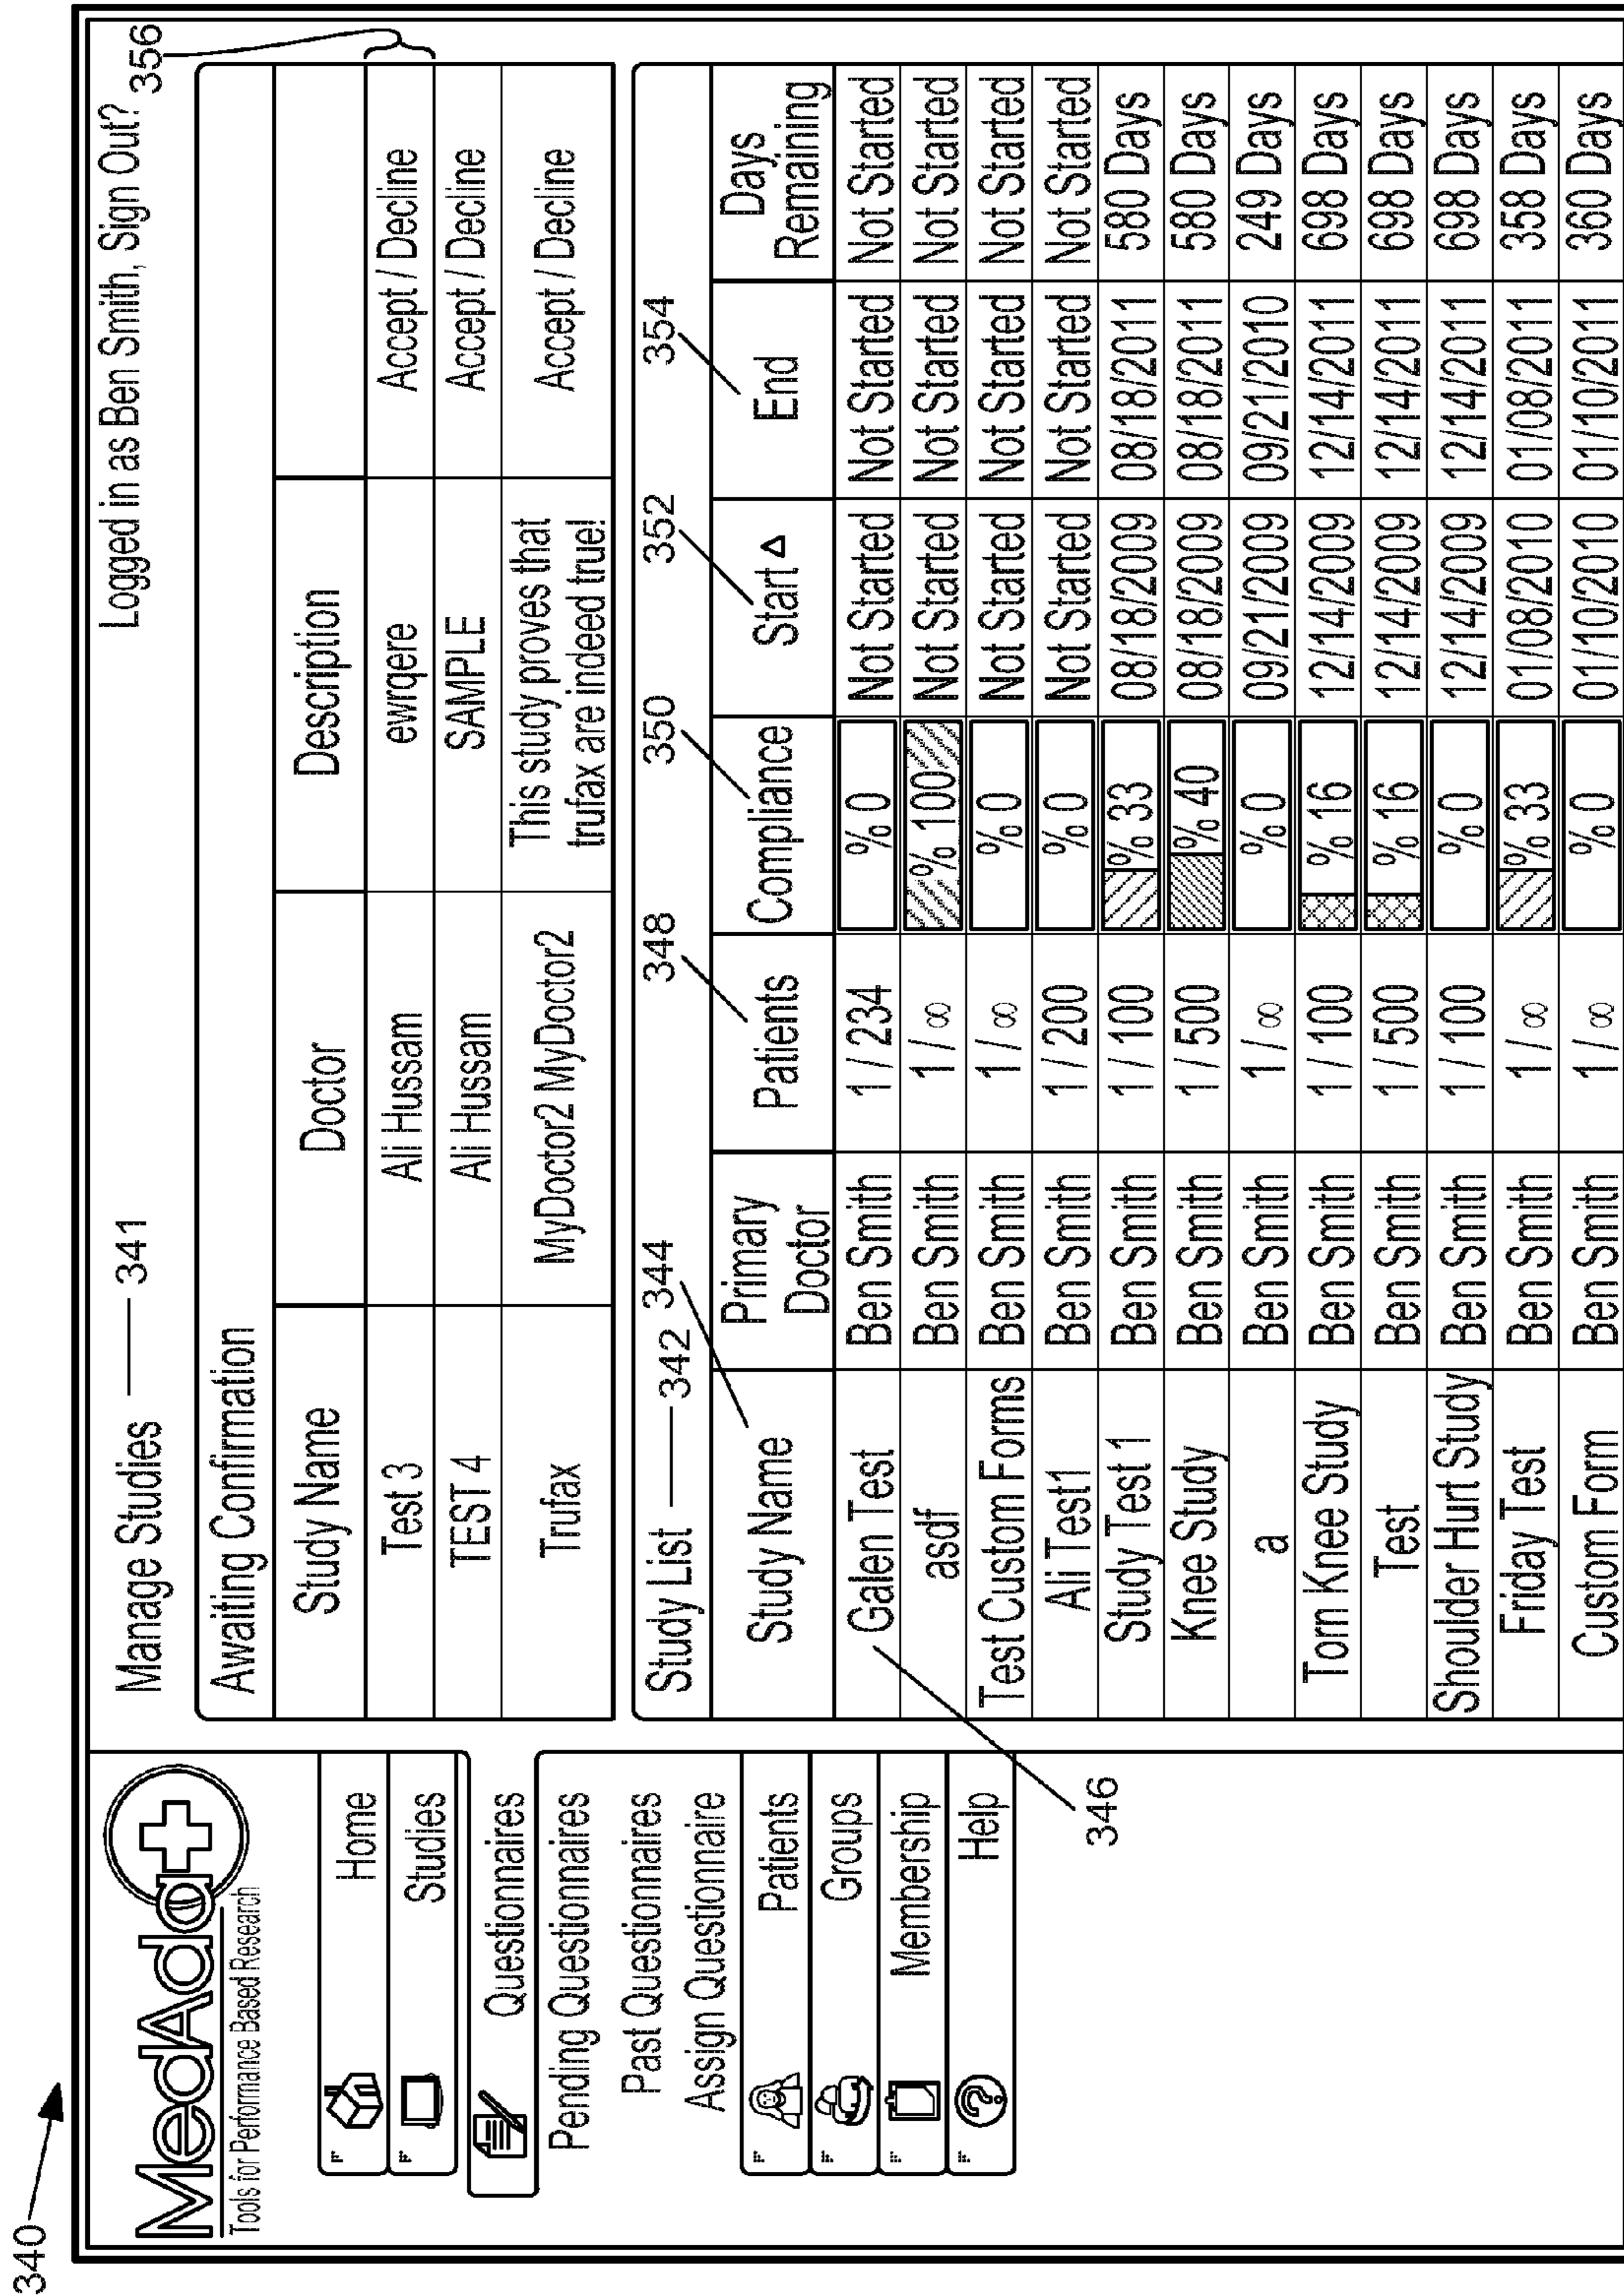 340
MedAdat
Tools for Performance Based Research
Home
Studies
Questionnaires
Pending Questionnaires
Past Questionnaires
Assign Questionnaire
Patients
Groups
Membership
Help
346
Manage Studies 341
Logged in as Ben Smith, Sign Out?
356
Awaiting Confirmation
Study Name Doctor Description
Test 3 Ali Hussam ewrqere Accept / Decline
TEST 4 Ali Hussam SAMPLE Accept / Decline
Trufax MyDoctor2 MyDoctor2 This study proves that Accept / Decline
trufax are indeed true!
Study List 342 344 348 350 352 354
Study Name Primary Doctor Patients Compliance Start Δ End Days Remaining
Galen Test Ben Smith 1 / 234 % 0 Not Started Not Started Not Started
asdf Ben Smith 1 / ∞ % 100 Not Started Not Started Not Started
Test Custom Forms Ben Smith 1 / ∞ % 0 Not Started Not Started Not Started
Ali Test1 Ben Smith 1 / 200 % 0 Not Started Not Started Not Started
Study Test 1 Ben Smith 1 / 100 % 33 08/18/2009 08/18/2011 580 Days
Knee Study Ben Smith 1 / 500 % 40 08/18/2009 08/18/2011 580 Days
a Ben Smith 1 / ∞ % 0 09/21/2009 09/21/2010 249 Days
Torn Knee Study Ben Smith 1 / 100 % 16 12/14/2009 12/14/2011 698 Days
Test Ben Smith 1 / 500 % 16 12/14/2009 12/14/2011 698 Days
Shoulder Hurt Study Ben Smith 1 / 100 % 0 12/14/2009 12/14/2011 698 Days
Friday Test Ben Smith 1 / ∞ % 33 01/08/2010 01/08/2011 358 Days
Custom Form Ben Smith 1 / ∞ % 0 01/10/2010 01/10/2011 360 Days